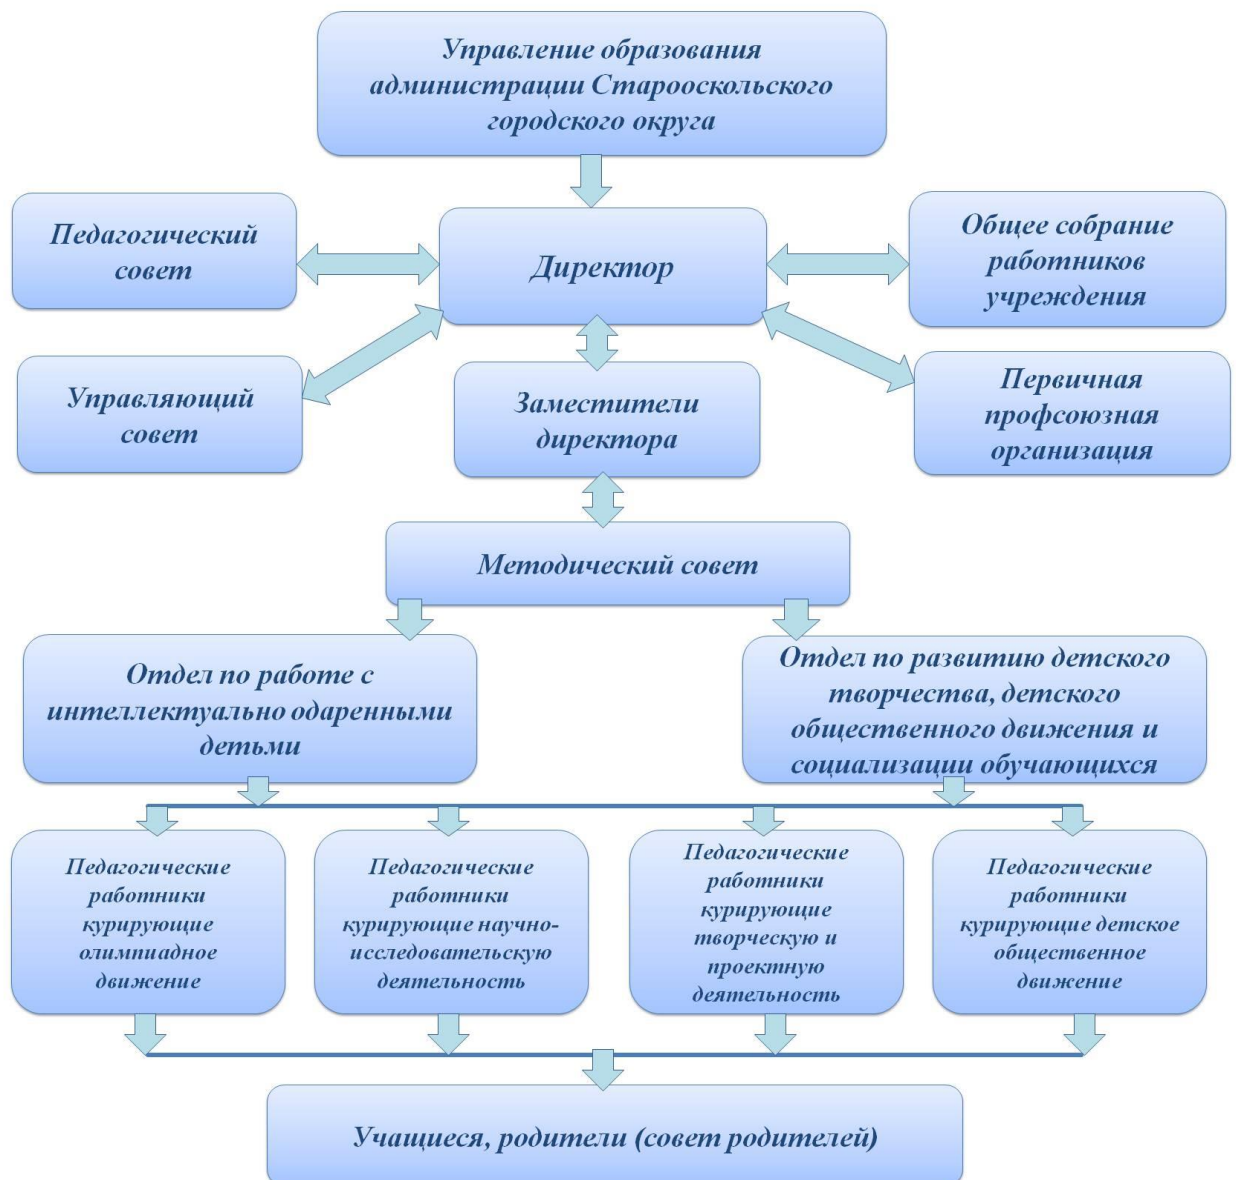 Управление образования
администрации Старооскольского
городского округа
Педагогический
совет
Директор
Общее собрание
работников
учреждения
Управляющий
совет
Заместители
директора
Первичная
профсоюзная
организация
Методический совет
Отдел по работе с
интеллектуально одаренными
детьми
Отдел по развитию детского
творчества, детского
общественного движения и
социализации обучающихся
Педагогические
работники
курирующие
олимпиадное
движение
Педагогические
работники
курирующие научно-
исследовательскую
деятельность
Педагогические
работники
курирующие
творческую и
проектную
деятельность
Педагогические
работники
курирующие детское
общественное
движение
Учащиеся, родители (совет родителей)